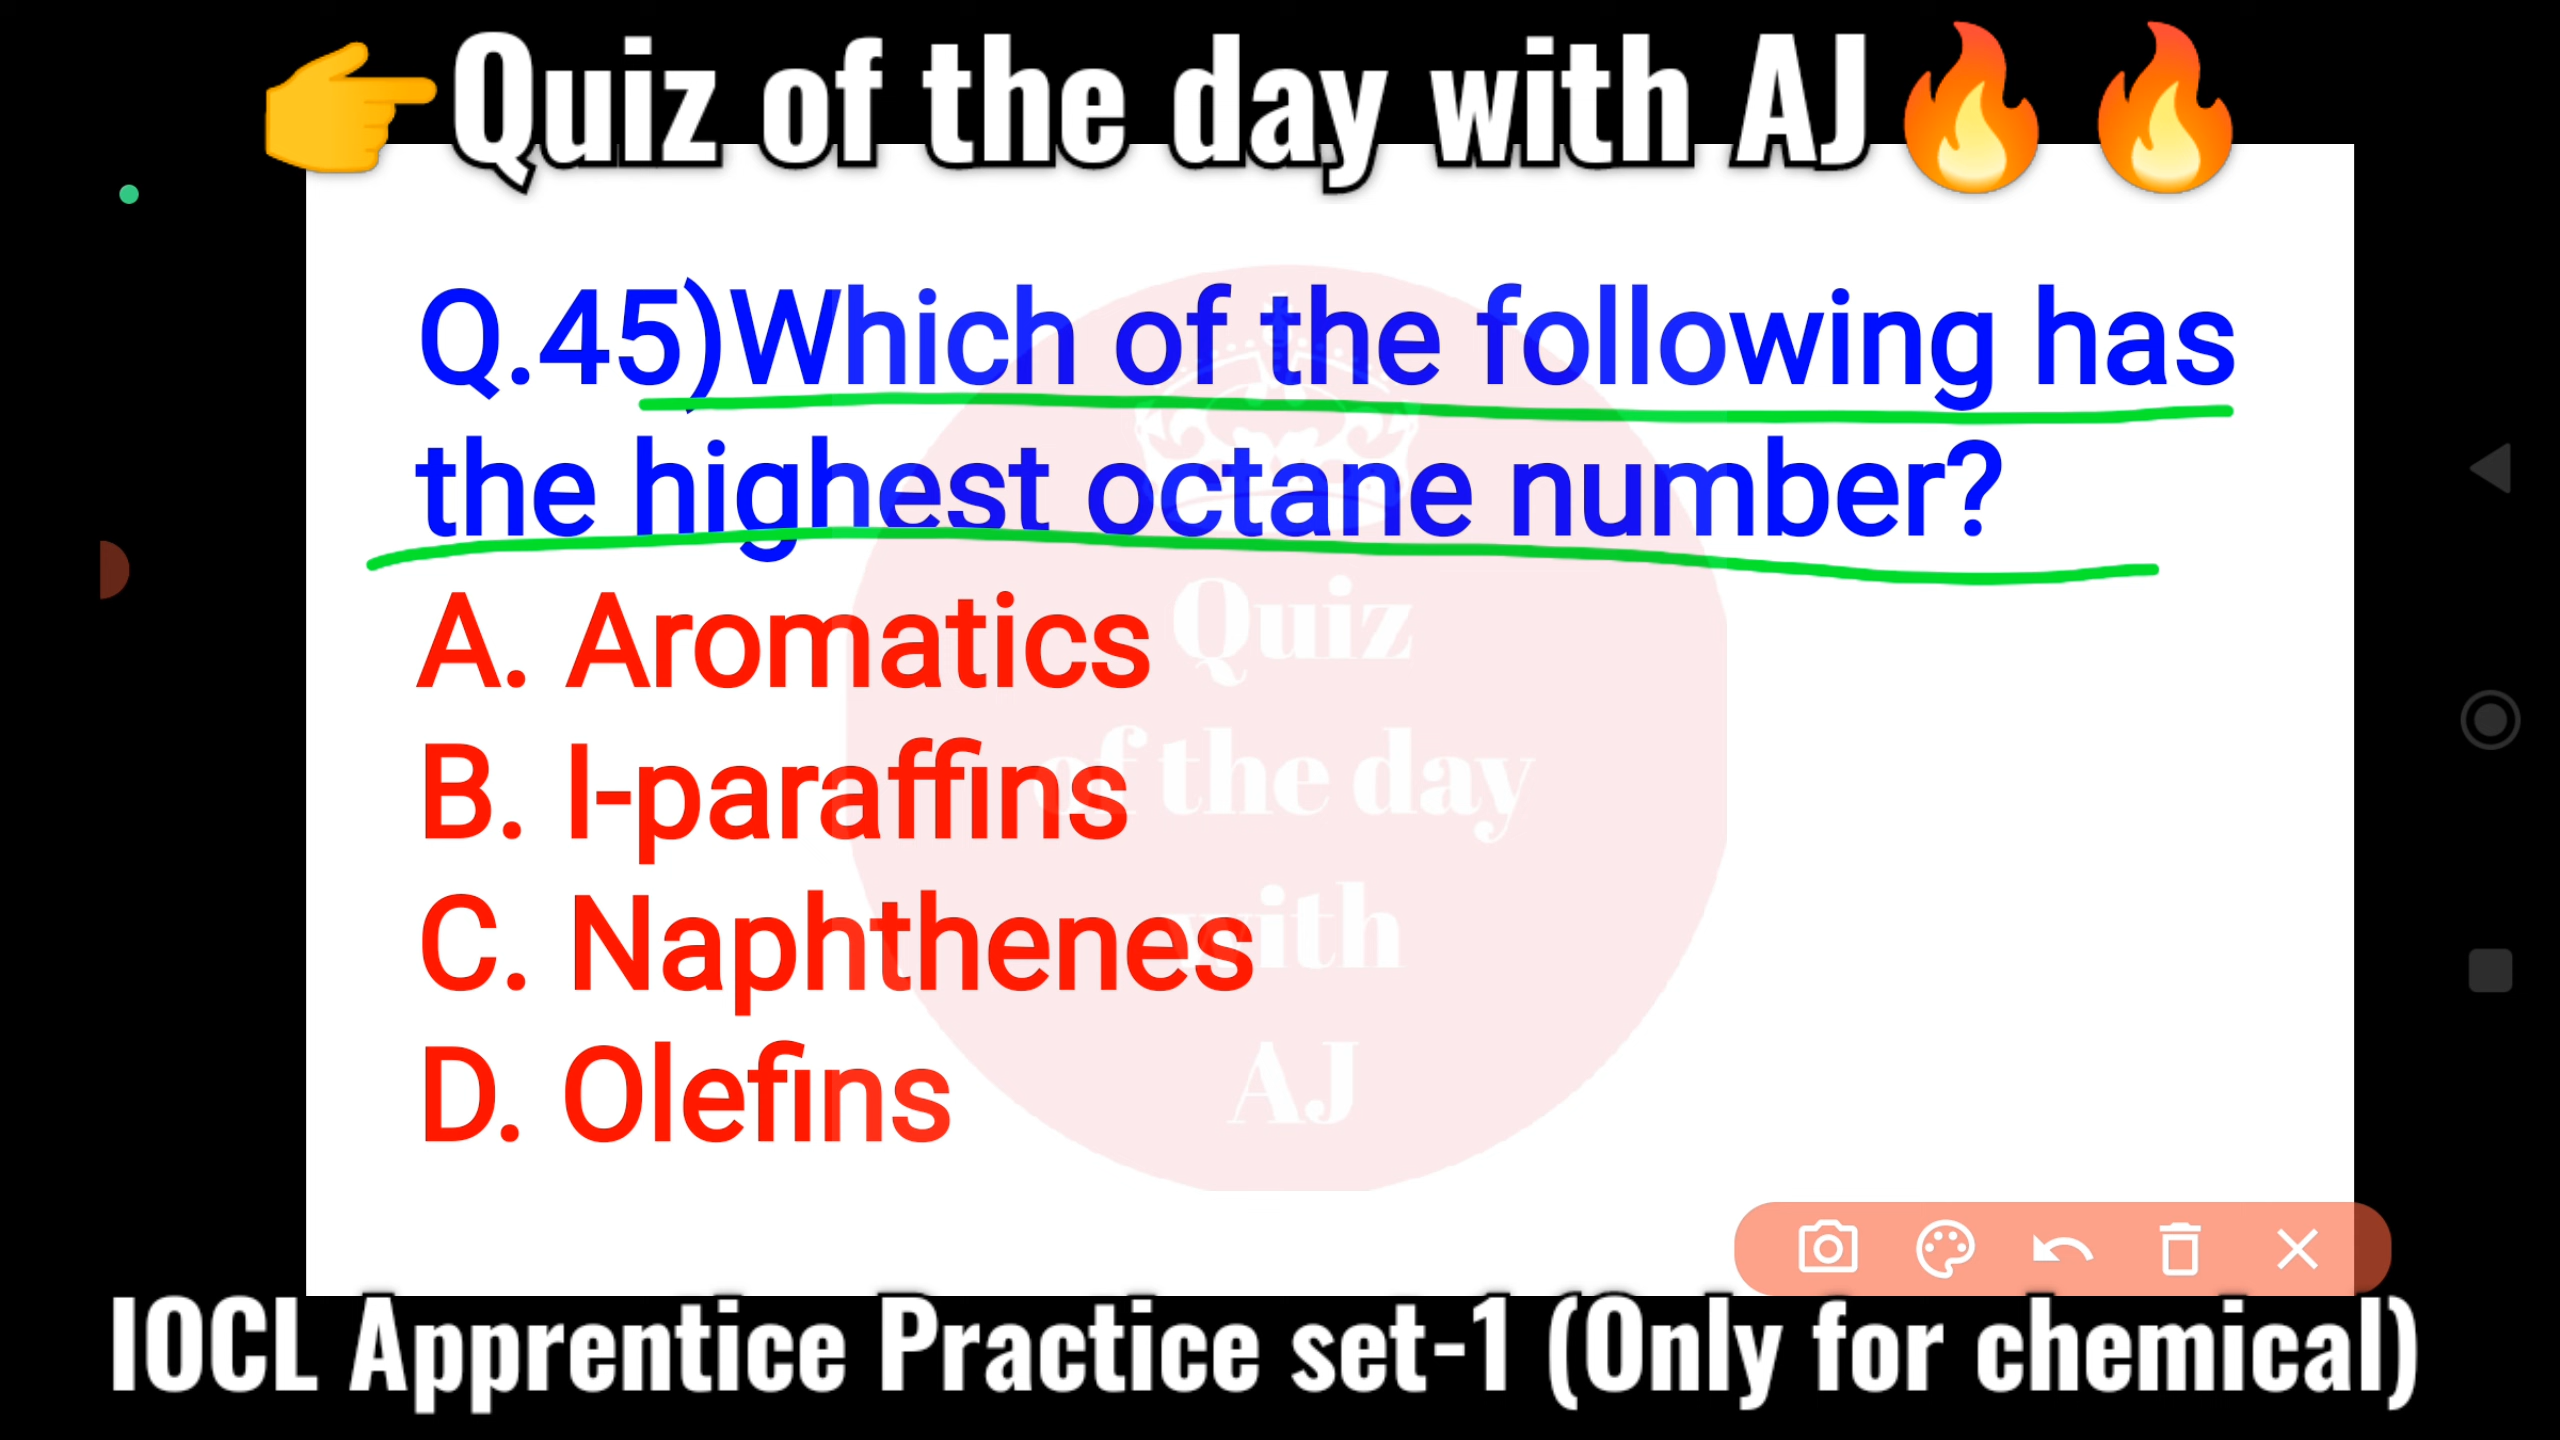 👉Quiz of the day with AJ🔥🔥
Q.45)Which of the following has
the highest octane number?
A. Aromatics
B. I-paraffins
C. Naphthenes
D. Olefins
Quiz
of the day
with
AJ
IOCL Apprentice Practice set-1 (Only for chemical)